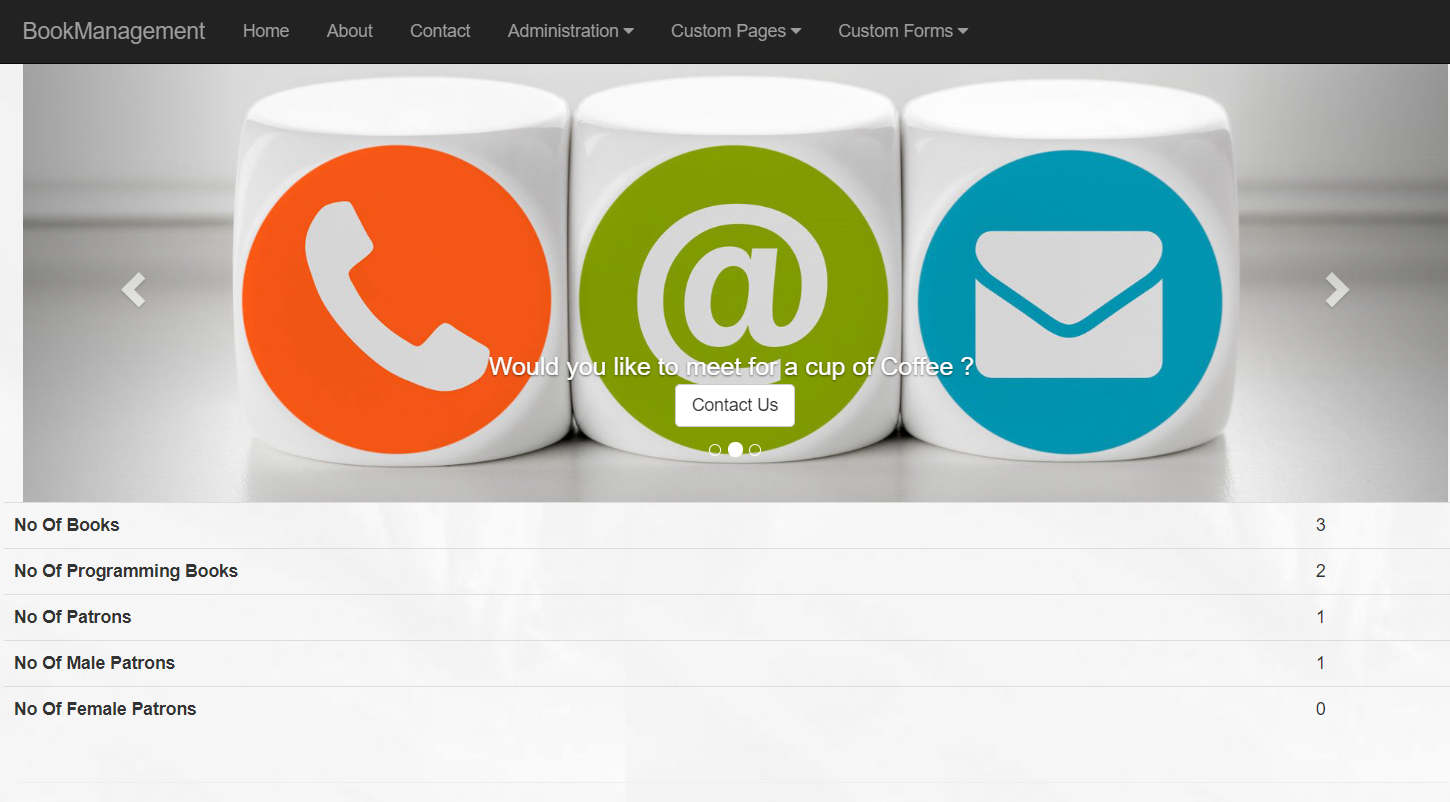 BookManagement Home About Contact Administration Custom Pages Custom Forms
@
Would you like to meet for a cup of Coffee ?
Contact Us
No Of Books 3
No Of Programming Books 2
No Of Patrons 1
No Of Male Patrons 1
No Of Female Patrons 0